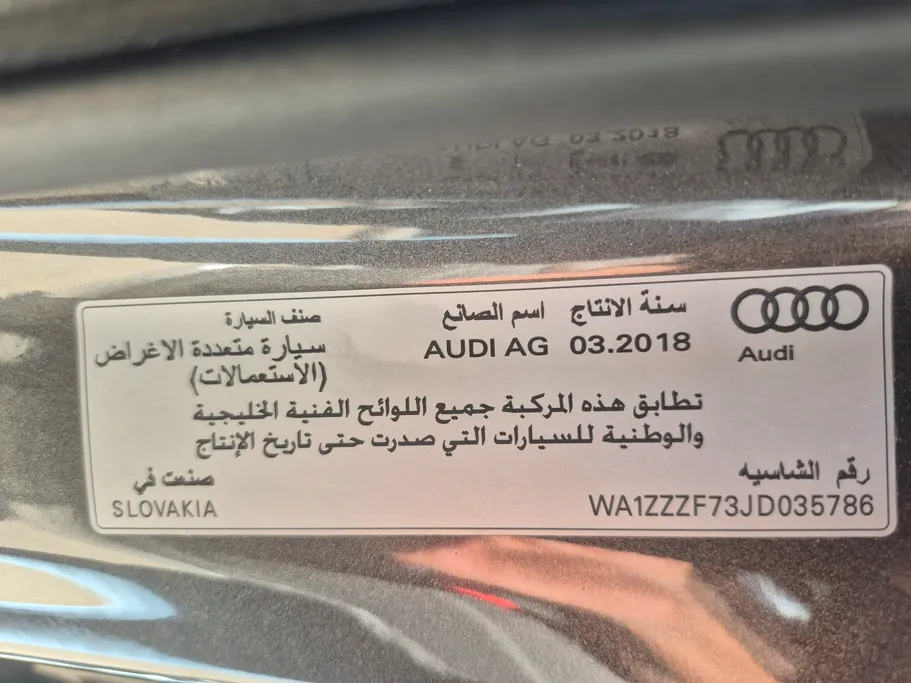 سنة الانتاج
03.2018
اسم الصانع
AUDI AG
صنف السيارة
سيارة متعددة الاغراض
(الاستعمالات)
Audi
تطابق هذه المركبة جميع اللوائح الفنية الخليجية
والوطنية للسيارات التي صدرت حتى تاريخ الإنتاج
رقم الشاسيه
WA1ZZZF73JD035786
صنعت في
SLOVAKIA